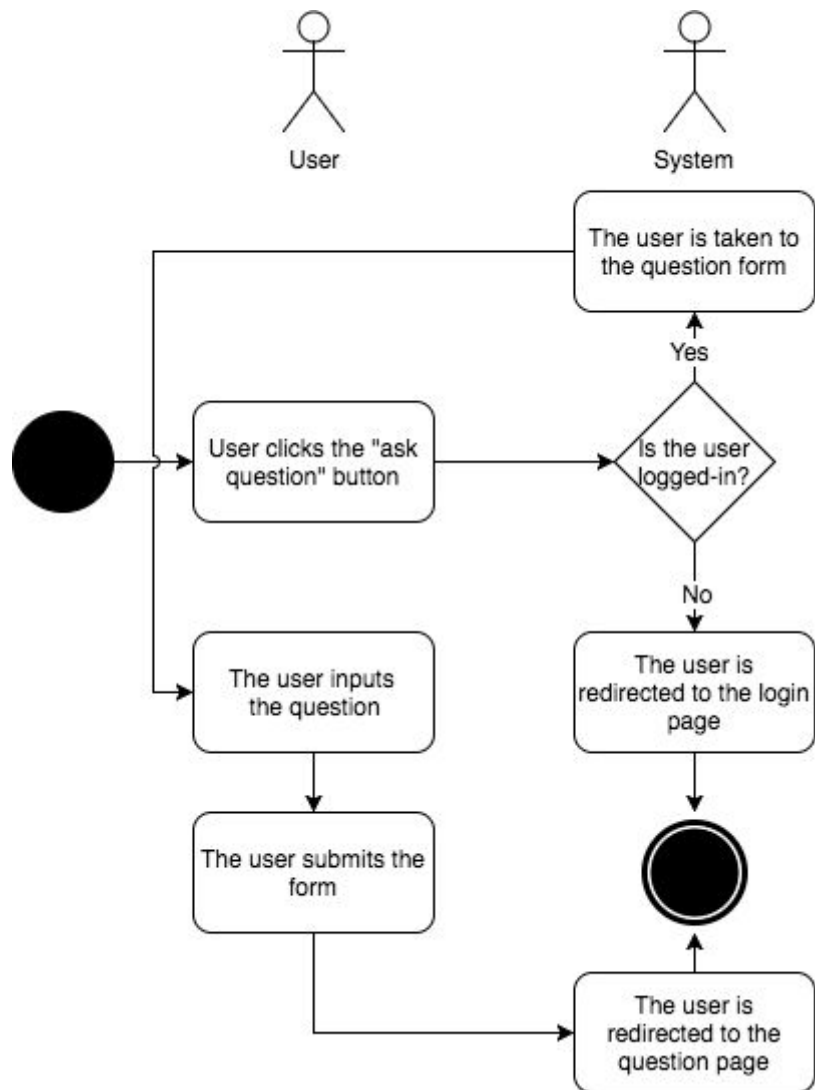 User
System
The user is taken to
the question form
Yes
User clicks the "ask
question" button
Is the user
logged-in?
No
The user inputs
the question
The user is
redirected to the login
page
The user submits the
form
The user is
redirected to the
question page